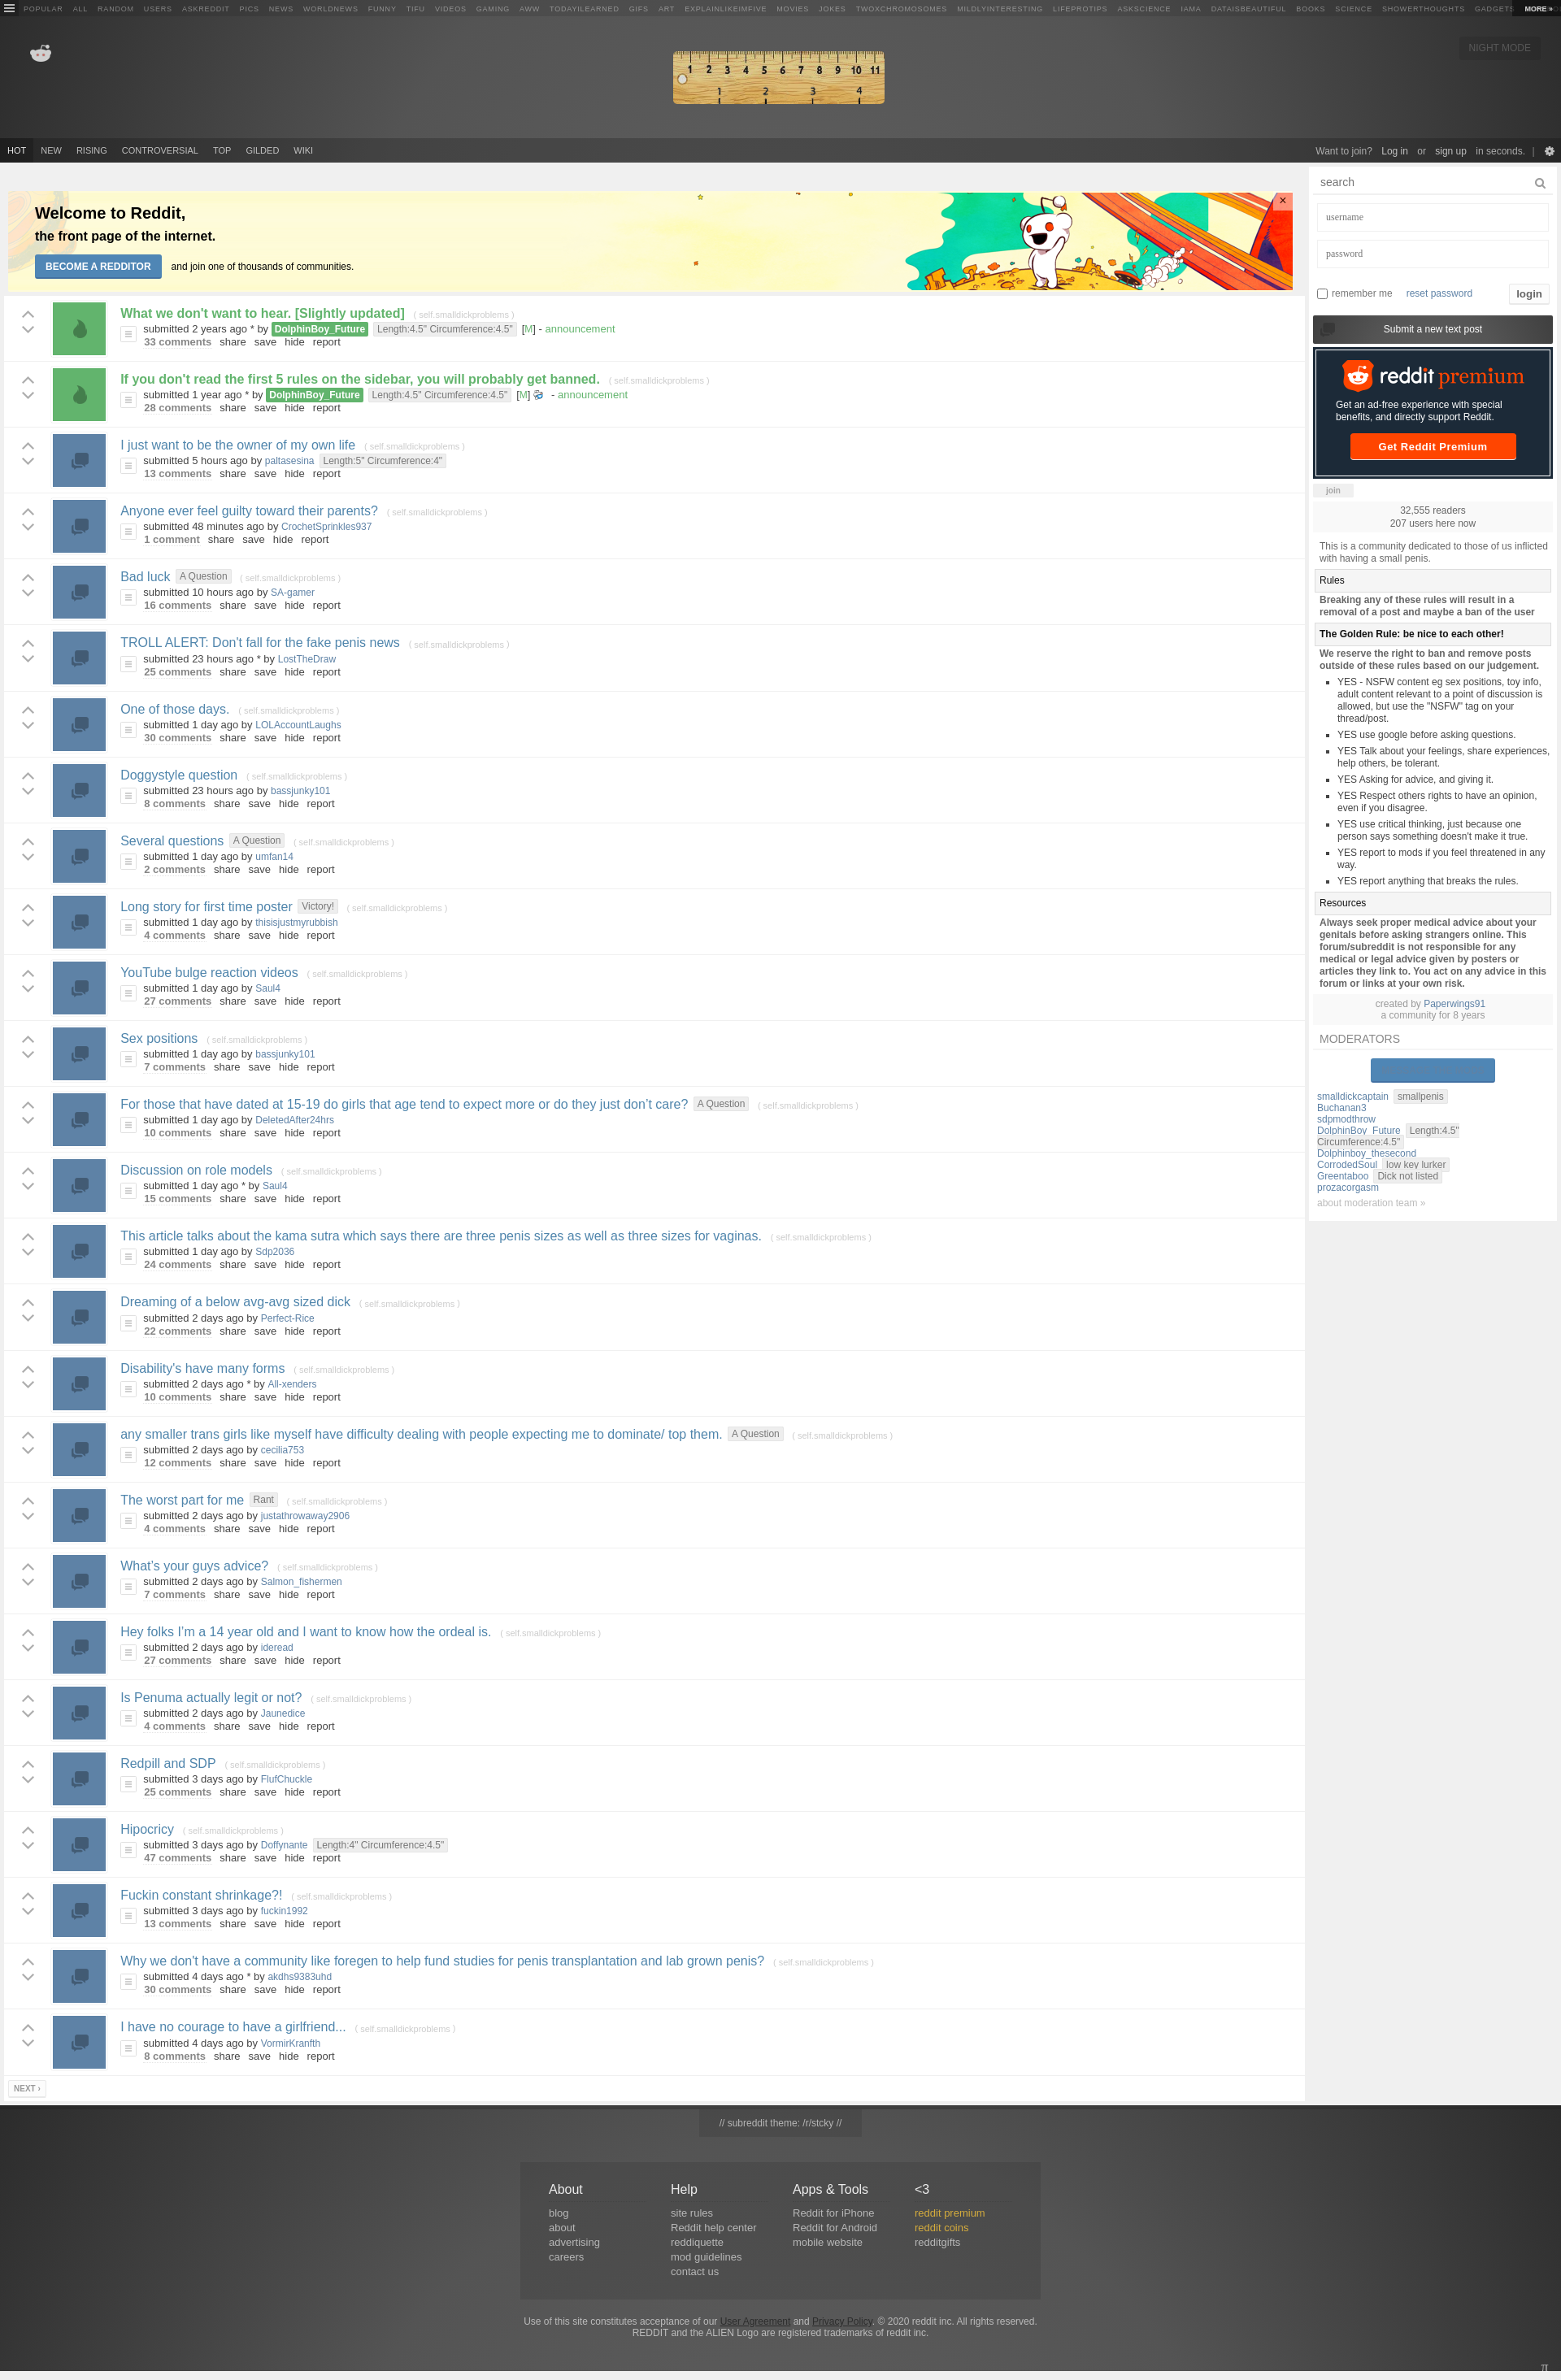 POPULAR ALL RANDOM USERS ASKREDDIT PICS NEWS WORLDNEWS FUNNY TIFU VIDEOS GAMING AWW TODAYILEARNED GIFS ART EXPLAINLIKEIMFIVE MOVIES JOKES TWOXCHROMOSOMES MILDLYINTERESTING LIFEPROTIPS ASKSCIENCE IAMA DATAISBEAUTIFUL BOOKS SCIENCE SHOWERTHOUGHTS GADGETS MORE »
NIGHT MODE
1 2 3 4 5 6 7 8 9 10 11
1 2 3 4
HOT NEW RISING CONTROVERSIAL TOP GILDED WIKI
Want to join? Log in or sign up in seconds. |
Welcome to Reddit,
the front page of the internet.
BECOME A REDDITOR and join one of thousands of communities.
×
What we don't want to hear. [Slightly updated] ( self.smalldickproblems )
submitted 2 years ago * by DolphinBoy_Future Length:4.5" Circumference:4.5" [M] - announcement
33 comments share save hide report
If you don't read the first 5 rules on the sidebar, you will probably get banned. ( self.smalldickproblems )
submitted 1 year ago * by DolphinBoy_Future Length:4.5" Circumference:4.5" [M] - announcement
28 comments share save hide report
I just want to be the owner of my own life ( self.smalldickproblems )
submitted 5 hours ago by paltasesina Length:5" Circumference:4"
13 comments share save hide report
Anyone ever feel guilty toward their parents? ( self.smalldickproblems )
submitted 48 minutes ago by CrochetSprinkles937
1 comment share save hide report
Bad luck A Question ( self.smalldickproblems )
submitted 10 hours ago by SA-gamer
16 comments share save hide report
TROLL ALERT: Don't fall for the fake penis news ( self.smalldickproblems )
submitted 23 hours ago * by LostTheDraw
25 comments share save hide report
One of those days. ( self.smalldickproblems )
submitted 1 day ago by LOLAccountLaughs
30 comments share save hide report
Doggystyle question ( self.smalldickproblems )
submitted 23 hours ago by bassjunky101
8 comments share save hide report
Several questions A Question ( self.smalldickproblems )
submitted 1 day ago by umfan14
2 comments share save hide report
Long story for first time poster Victory! ( self.smalldickproblems )
submitted 1 day ago by thisisjustmyrubbish
4 comments share save hide report
YouTube bulge reaction videos ( self.smalldickproblems )
submitted 1 day ago by Saul4
27 comments share save hide report
Sex positions ( self.smalldickproblems )
submitted 1 day ago by bassjunky101
7 comments share save hide report
For those that have dated at 15-19 do girls that age tend to expect more or do they just don't care? A Question ( self.smalldickproblems )
submitted 1 day ago by DeletedAfter24hrs
10 comments share save hide report
Discussion on role models ( self.smalldickproblems )
submitted 1 day ago * by Saul4
15 comments share save hide report
This article talks about the kama sutra which says there are three penis sizes as well as three sizes for vaginas. ( self.smalldickproblems )
submitted 1 day ago by Sdp2036
24 comments share save hide report
Dreaming of a below avg-avg sized dick ( self.smalldickproblems )
submitted 2 days ago by Perfect-Rice
22 comments share save hide report
Disability's have many forms ( self.smalldickproblems )
submitted 2 days ago * by All-xenders
10 comments share save hide report
any smaller trans girls like myself have difficulty dealing with people expecting me to dominate/ top them. A Question ( self.smalldickproblems )
submitted 2 days ago by cecilia753
12 comments share save hide report
The worst part for me Rant ( self.smalldickproblems )
submitted 2 days ago by justathrowaway2906
4 comments share save hide report
What's your guys advice? ( self.smalldickproblems )
submitted 2 days ago by Salmon_fishermen
7 comments share save hide report
Hey folks I'm a 14 year old and I want to know how the ordeal is. ( self.smalldickproblems )
submitted 2 days ago by ideread
27 comments share save hide report
Is Penuma actually legit or not? ( self.smalldickproblems )
submitted 2 days ago by Jaunedice
4 comments share save hide report
Redpill and SDP ( self.smalldickproblems )
submitted 3 days ago by FlufChuckle
25 comments share save hide report
Hipocricy ( self.smalldickproblems )
submitted 3 days ago by Doffynante Length:4" Circumference:4.5"
47 comments share save hide report
Fuckin constant shrinkage?! ( self.smalldickproblems )
submitted 3 days ago by fuckin1992
13 comments share save hide report
Why we don't have a community like foregen to help fund studies for penis transplantation and lab grown penis? ( self.smalldickproblems )
submitted 4 days ago * by akdhs9383uhd
30 comments share save hide report
I have no courage to have a girlfriend... ( self.smalldickproblems )
submitted 4 days ago by VormirKranfth
8 comments share save hide report
NEXT ›
search
username
password
remember me reset password login
Submit a new text post
reddit premium
Get an ad-free experience with special
benefits, and directly support Reddit.
Get Reddit Premium
join
32,555 readers
207 users here now
This is a community dedicated to those of us inflicted
with having a small penis.
Rules
Breaking any of these rules will result in a
removal of a post and maybe a ban of the user
The Golden Rule: be nice to each other!
We reserve the right to ban and remove posts
outside of these rules based on our judgement.
YES - NSFW content eg sex positions, toy info,
adult content relevant to a point of discussion is
allowed, but use the "NSFW" tag on your
thread/post.
YES use google before asking questions.
YES Talk about your feelings, share experiences,
help others, be tolerant.
YES Asking for advice, and giving it.
YES Respect others rights to have an opinion,
even if you disagree.
YES use critical thinking, just because one
person says something doesn't make it true.
YES report to mods if you feel threatened in any
way.
YES report anything that breaks the rules.
Resources
Always seek proper medical advice about your
genitals before asking strangers online. This
forum/subreddit is not responsible for any
medical or legal advice given by posters or
articles they link to. You act on any advice in this
forum or links at your own risk.
created by Paperwings91
a community for 8 years
MODERATORS
smalldickcaptain smallpenis
Buchanan3
sdpmodthrow
DolphinBoy_Future Length:4.5"
Circumference:4.5"
Dolphinboy_thesecond
CorrodedSoul low key lurker
Greentaboo Dick not listed
prozacorgasm
about moderation team »
// subreddit theme: /r/stcky //
About
blog
about
advertising
careers
Help
site rules
Reddit help center
reddiquette
mod guidelines
contact us
Apps & Tools
Reddit for iPhone
Reddit for Android
mobile website
<3
reddit premium
reddit coins
redditgifts
Use of this site constitutes acceptance of our User Agreement and Privacy Policy. © 2020 reddit inc. All rights reserved.
REDDIT and the ALIEN Logo are registered trademarks of reddit inc.
π